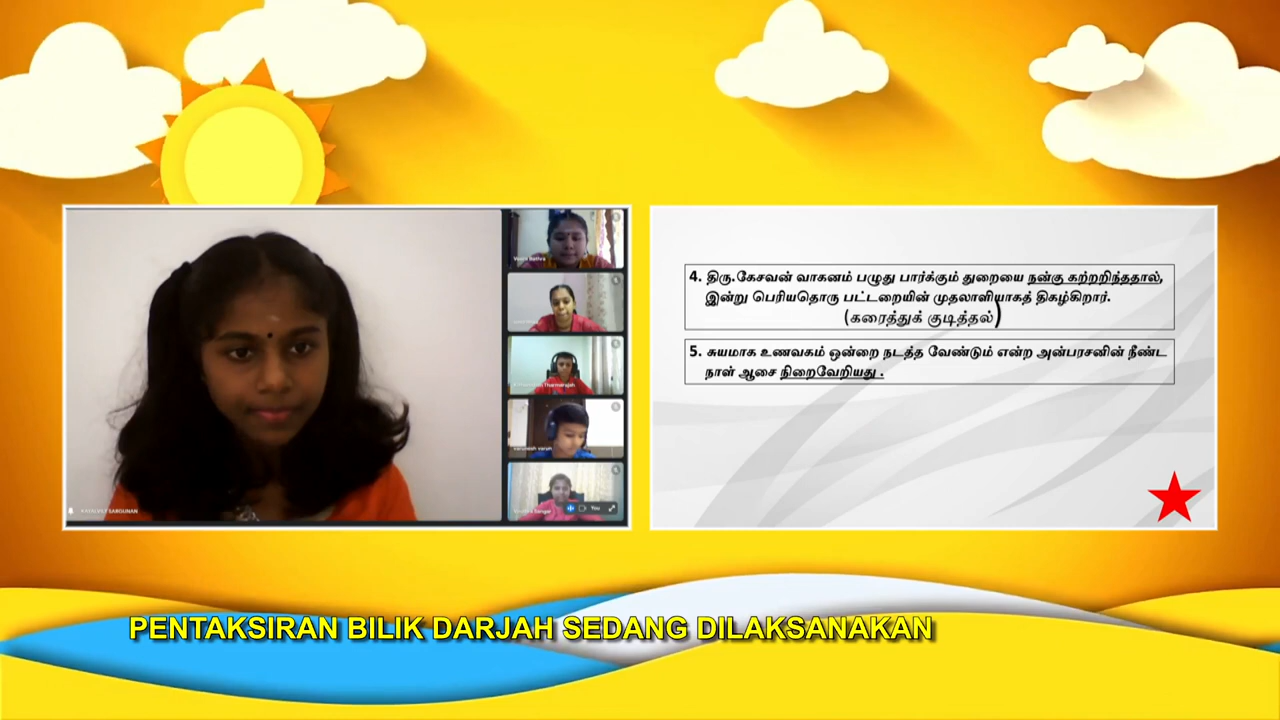 4. திரு.கேசவன் வாகனம் பழுது பார்க்கும் துறையை நன்கு கற்றறிந்ததால்,
இன்று பெரியதொரு பட்டறையின் முதலாளியாகத் திகழ்கிறார்.
(கரைத்துக் குடித்தல்)
5. சுயமாக உணவகம் ஒன்றை நடத்த வேண்டும் என்ற அன்பரசனின் நீண்ட
நாள் ஆசை நிறைவேறியது .
You
PENTAKSIRAN BILIK DARJAH SEDANG DILAKSANAKAN